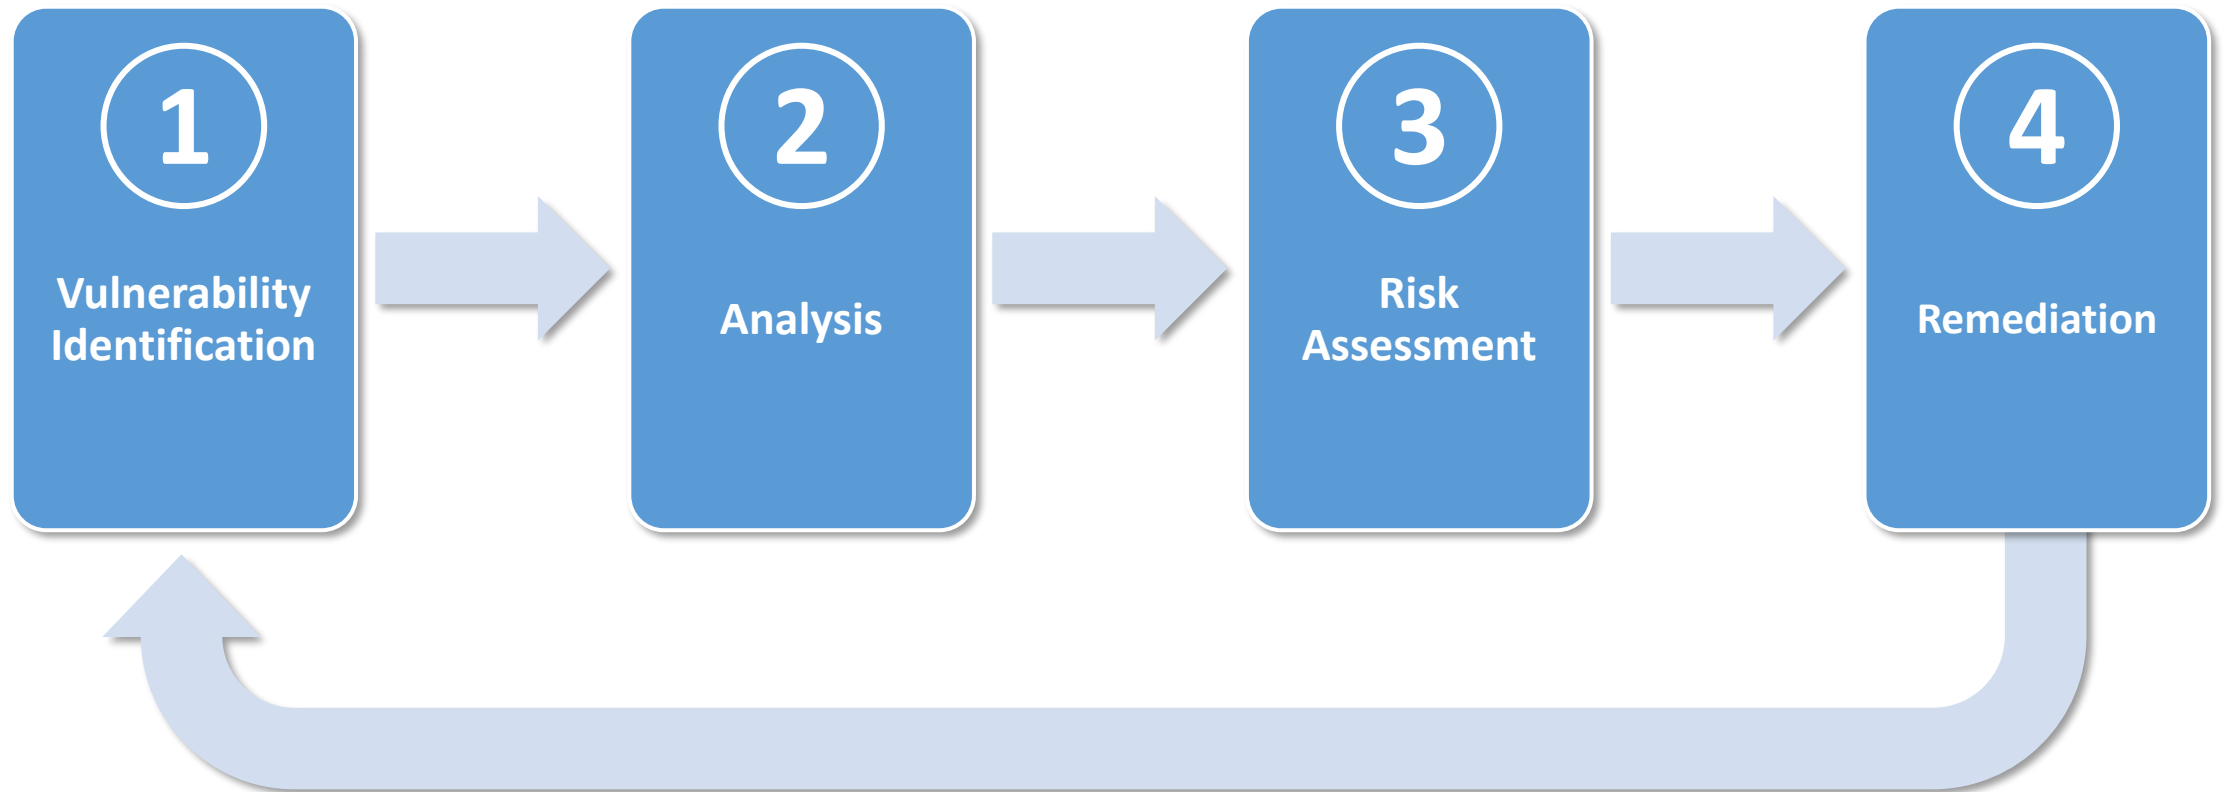 1
Vulnerability
Identification
2
Analysis
3
Risk
Assessment
4
Remediation